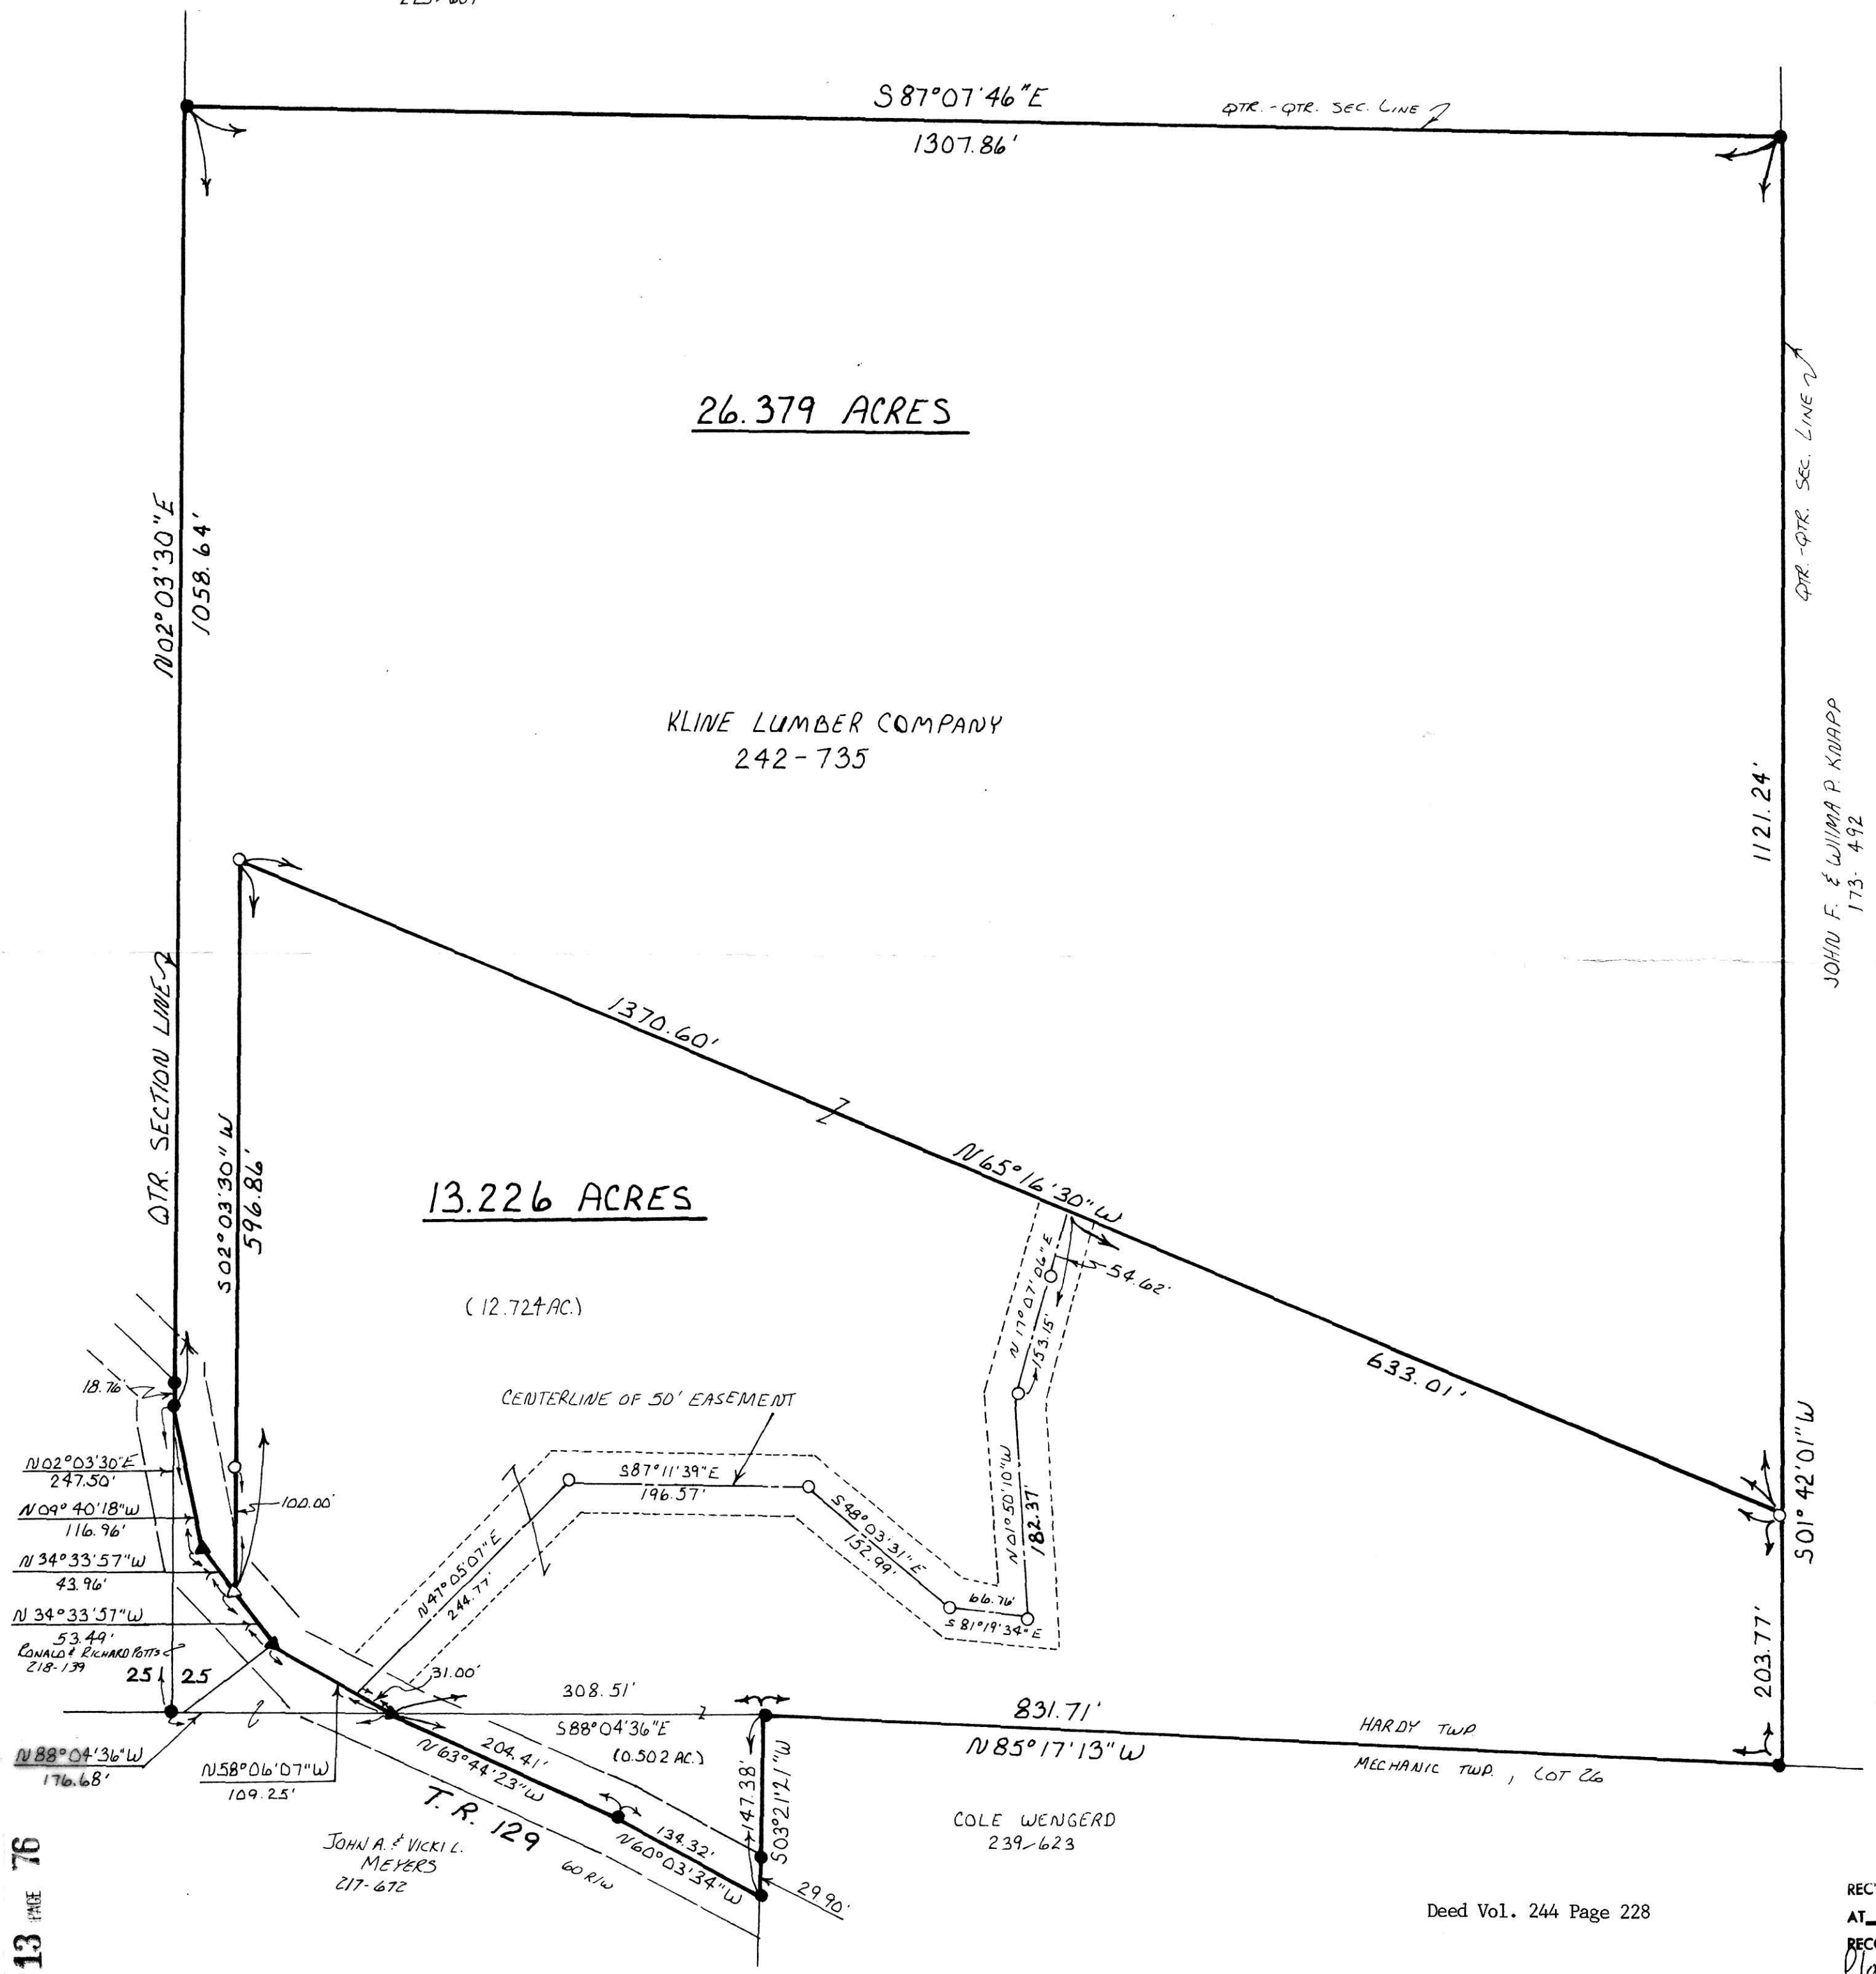 S87°07'46"E
QTR.-QTR. SEC. LINE
1307.86'
26.379 ACRES
N02°03'30"E
1058.64'
QTR.-QTR. SEC. LINE
KLINE LUMBER COMPANY
242-735
1121.24'
JOHN F. & WILMA P. KNAPP
173-492
QTR. SECTION LINE
1370.60'
S02°03'30"W
596.86'
N65°16'30"W
13.226 ACRES
(12.724 AC.)
N17°07'06"E
54.62'
153.15'
633.01'
18.76'
CENTERLINE OF 50' EASEMENT
S01°42'01"W
N02°03'30"E
247.50'
S87°11'39"E
196.57'
100.00'
N09°40'18"W
116.96'
S48°03'31"E
152.99'
N01°50'10"W
182.37'
N34°33'57"W
43.96'
N47°05'07"E
244.77'
66.76'
S81°19'34"E
N34°33'57"W
53.49'
RONALD & RICHARD POTTS
218-139
25 25
31.00'
308.51'
203.77'
S88°04'36"E
831.71'
N85°17'13"W
HARDY TWP
MECHANIC TWP., LOT 26
(0.502 AC.)
204.41'
N63°44'23"W
N88°04'36"W
176.68'
N58°06'07"W
109.25'
147.38'
S03°21'21"W
T.R. 129
134.32'
N60°03'34"W
COLE WENGERD
239-623
JOHN A. & VICKI L.
MEYERS
217-672
60 R/W
29.90'
13 PAGE 76
Deed Vol. 244 Page 228
REC'
AT